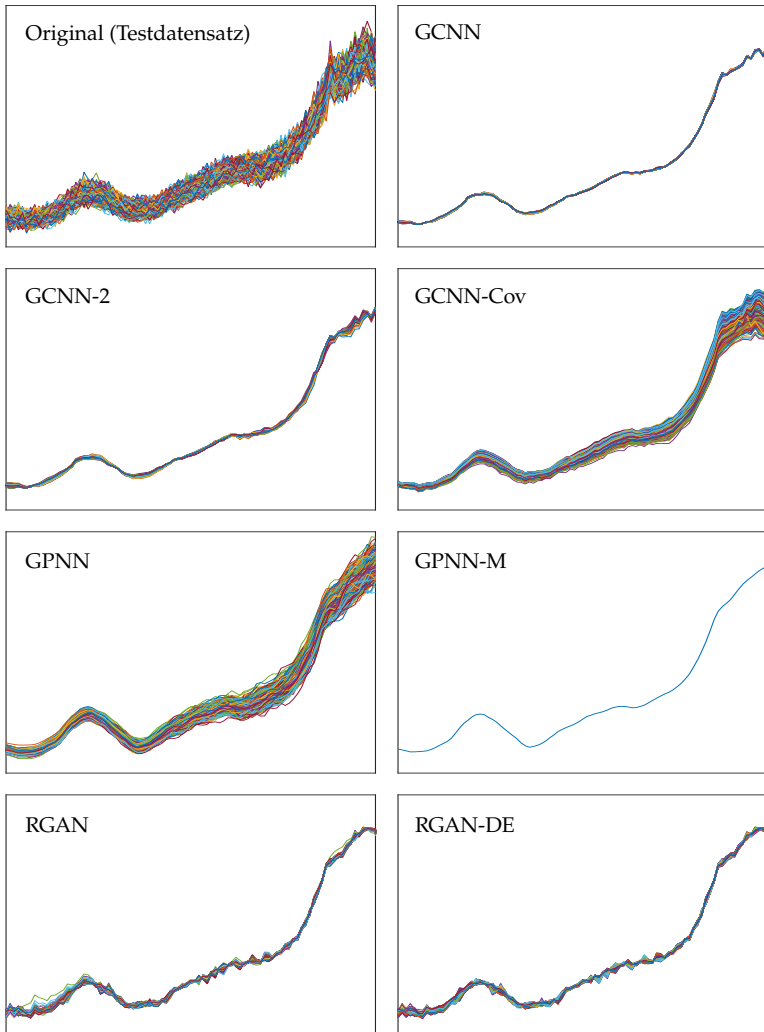 Original (Testdatensatz)
GCNN
GCNN-2
GCNN-Cov
GPNN
GPNN-M
RGAN
RGAN-DE